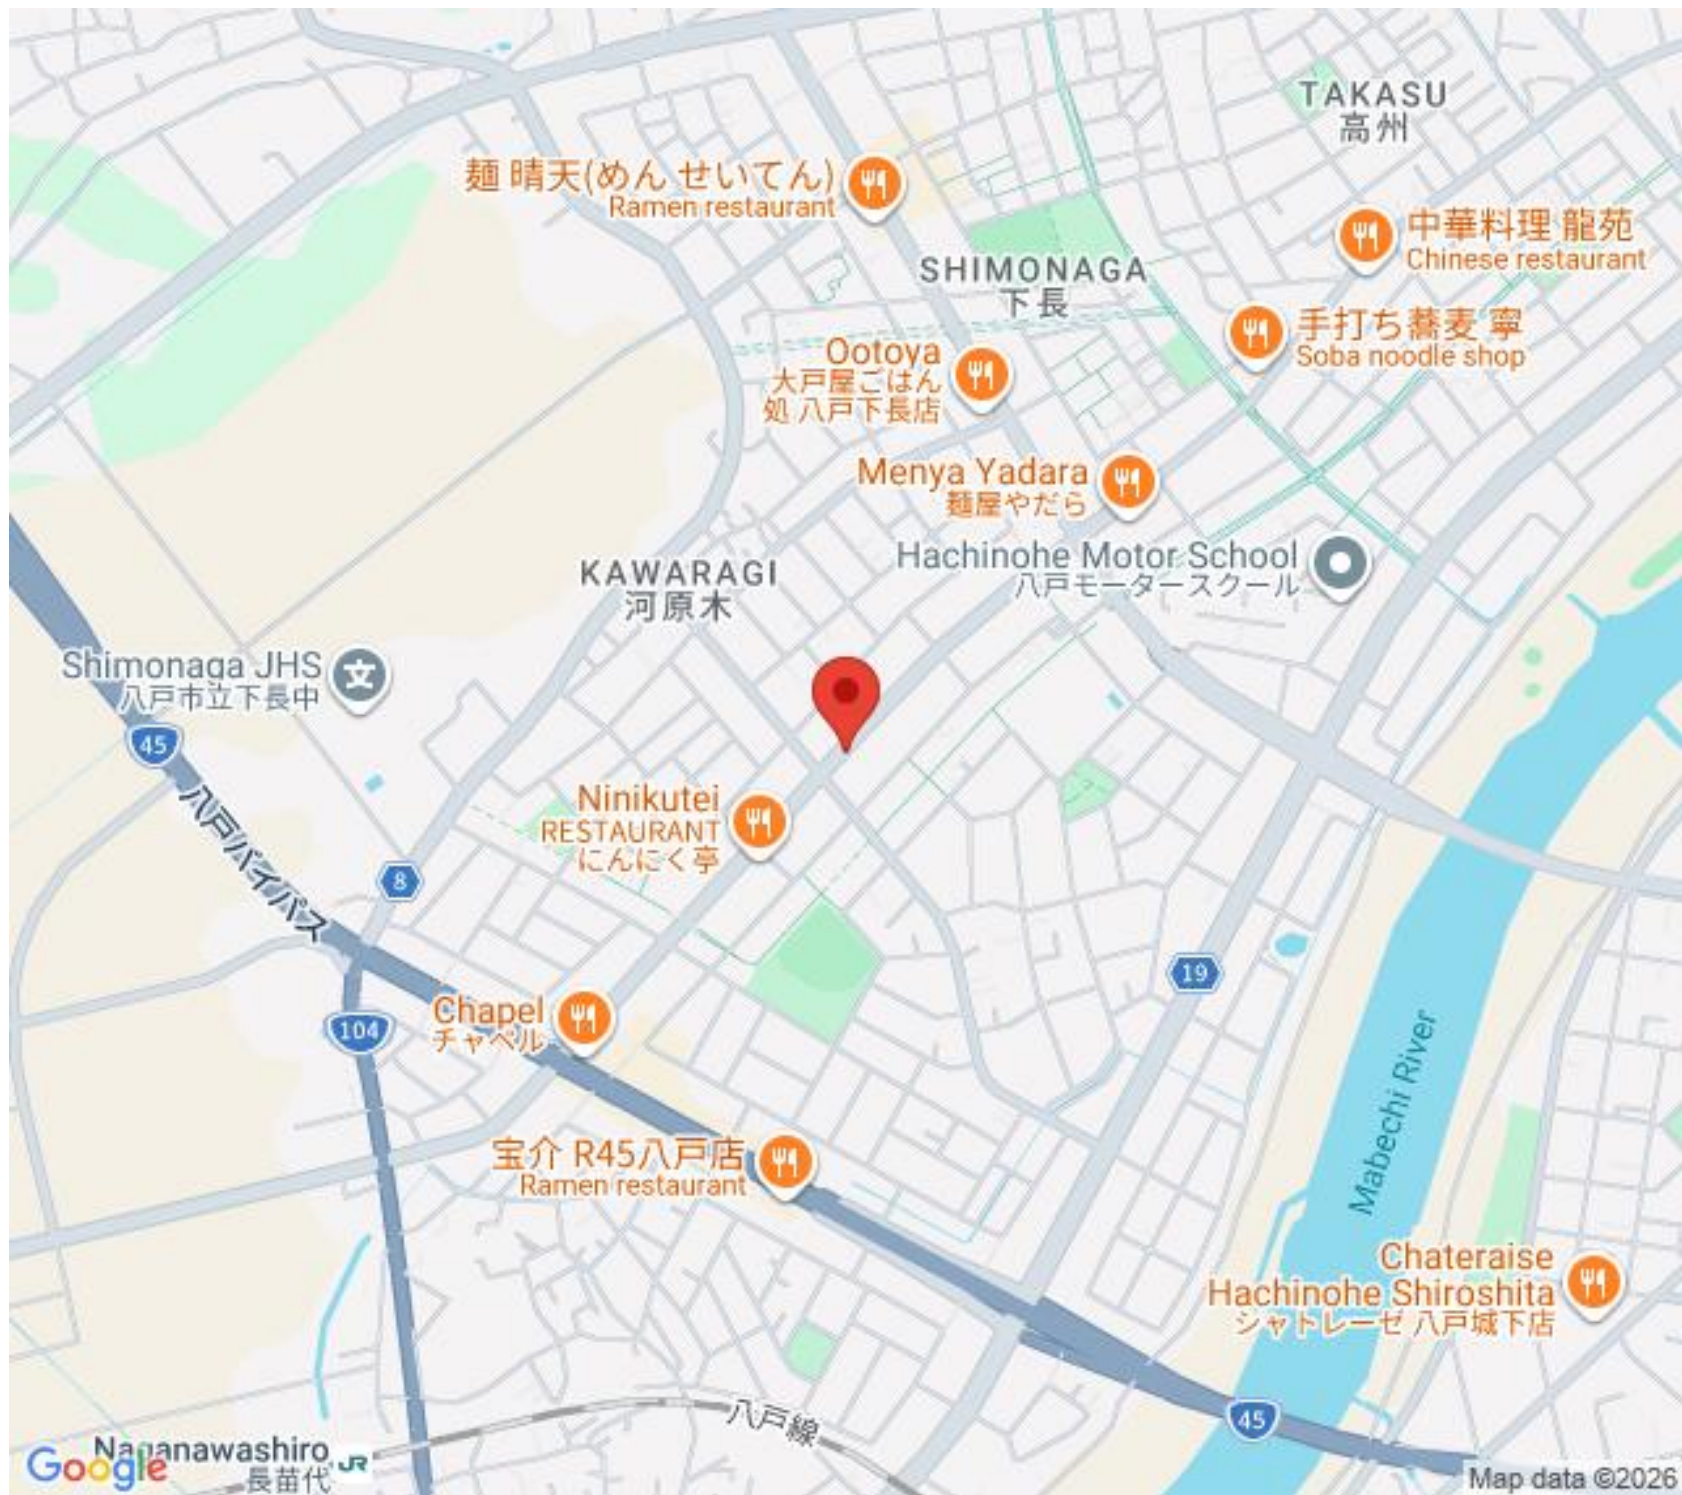 TAKASU
高州
麺 晴天(めん せいてん)
Ramen restaurant
中華料理 龍苑
Chinese restaurant
SHIMONAGA
下長
手打ち蕎麦 寧
Soba noodle shop
Ootoya
大戸屋ごはん
処 八戸下長店
Menya Yadara
麺屋やだら
Hachinohe Motor School
八戸モータースクール
KAWARAGI
河原木
Shimonaga JHS
八戸市立下長中
45
八戸バイパス
Ninikutei
RESTAURANT
にんにく亭
8
19
Chapel
チャペル
104
Mabechi River
宝介 R45八戸店
Ramen restaurant
Chateraise
Hachinohe Shiroshita
シャトレーゼ 八戸城下店
八戸線
45
Naganawashiro
長苗代
JR
Google
Map data ©2026